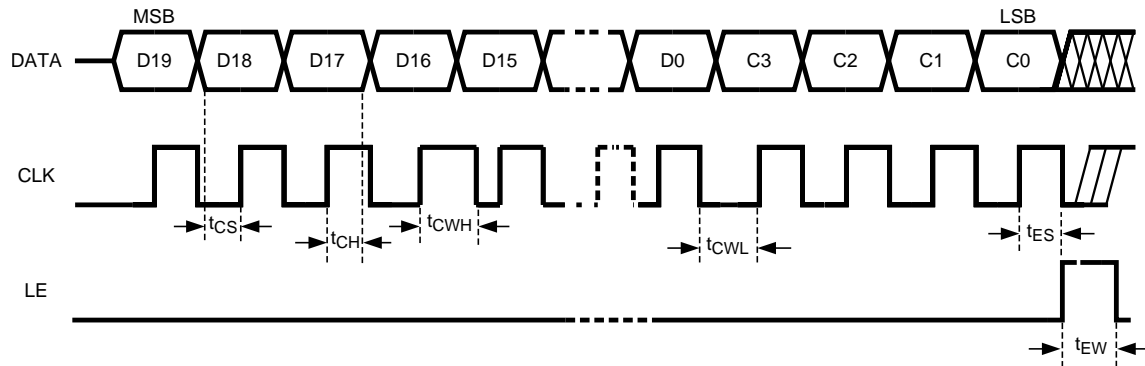 MSB LSB
DATA D19 D18 D17 D16 D15 D0 C3 C2 C1 C0
CLK
tCS tCH tCWH tCWL tES
LE
tEW